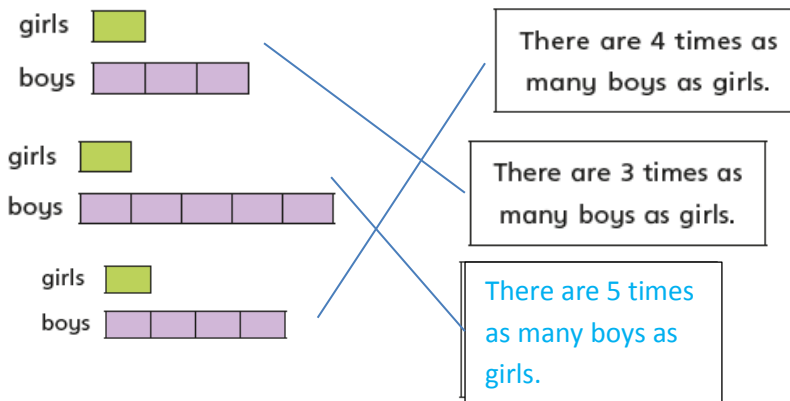 girls
boys
There are 4 times as
many boys as girls.
girls
boys
There are 3 times as
many boys as girls.
girls
boys
There are 5 times
as many boys as
girls.